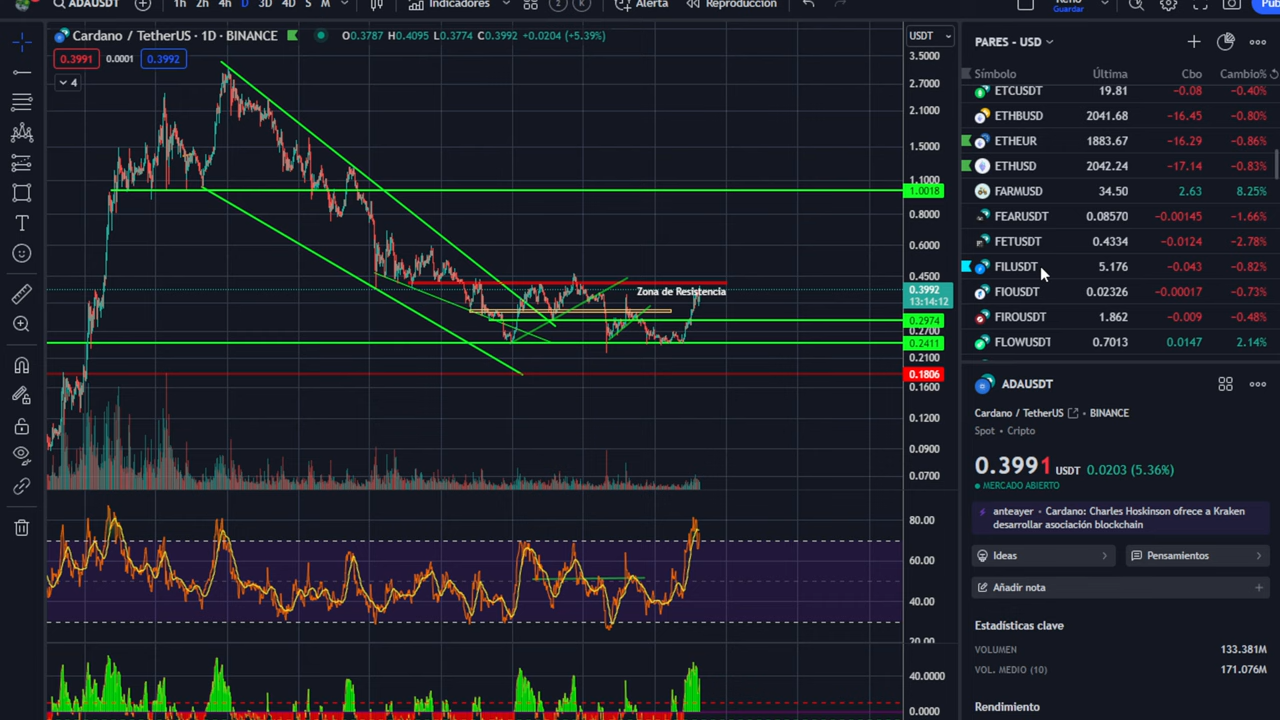 ADAUSDT
1h 2h 4h D 3D 4D S M
Indicadores
2 K
Alerta
Reproducción
Guardar
Cardano / TetherUS · 1D · BINANCE
O0.3787 H0.4095 L0.3774 C0.3992 +0.0204 (+5.39%)
USDT
0.3991 0.0001 0.3992
4
3.5000
2.7000
2.1000
1.5000
1.1000
1.0018
0.8000
0.6000
0.4500
0.3992
13:14:12
Zona de Resistencia
0.2974
0.2700
0.2411
0.2100
0.1806
0.1600
0.1200
0.0900
0.0700
80.00
60.00
40.00
20.00
40.0000
0.0000
PARES - USD
Símbolo Última Cbo Cambio%
ETCUSDT 19.81 −0.08 −0.40%
ETHBUSD 2041.68 −16.45 −0.80%
ETHEUR 1883.67 −16.29 −0.86%
ETHUSD 2042.24 −17.14 −0.83%
FARMUSD 34.50 2.63 8.25%
FEARUSDT 0.08570 −0.00145 −1.66%
FETUSDT 0.4334 −0.0124 −2.78%
FILUSDT 5.176 −0.043 −0.82%
FIOUSDT 0.02326 −0.00017 −0.73%
FIROUSDT 1.862 −0.009 −0.48%
FLOWUSDT 0.7013 0.0147 2.14%
ADAUSDT
Cardano / TetherUS · BINANCE
Spot · Cripto
0.3991 USDT 0.0203 (5.36%)
MERCADO ABIERTO
anteayer · Cardano: Charles Hoskinson ofrece a Kraken
desarrollar asociación blockchain
Ideas
Pensamientos
Añadir nota
Estadísticas clave
VOLUMEN 133.381M
VOL. MEDIO (10) 171.076M
Rendimiento